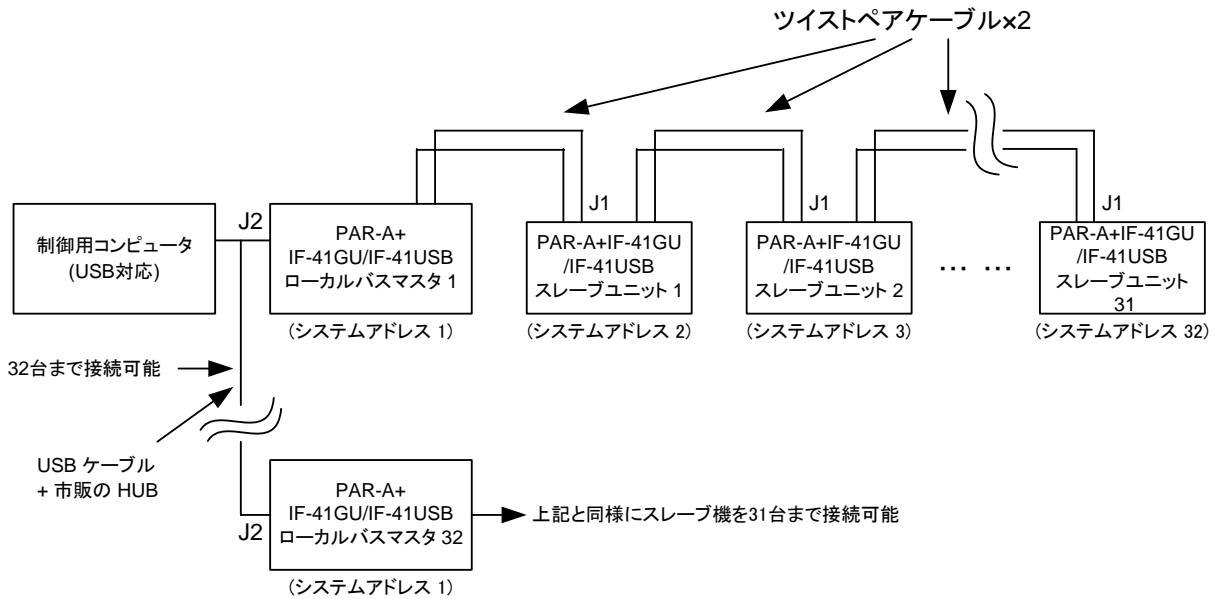 ツイストペアケーブル×2
制御用コンピュータ
(USB対応)
J2
PAR-A+
IF-41GU/IF-41USB
ローカルバスマスタ 1
(システムアドレス 1)
J1
PAR-A+IF-41GU
/IF-41USB
スレーブユニット 1
(システムアドレス 2)
J1
PAR-A+IF-41GU
/IF-41USB
スレーブユニット 2
(システムアドレス 3)
… …
J1
PAR-A+IF-41GU
/IF-41USB
スレーブユニット
31
(システムアドレス 32)
32台まで接続可能
USB ケーブル
+ 市販の HUB
J2
PAR-A+
IF-41GU/IF-41USB
ローカルバスマスタ 32
(システムアドレス 1)
上記と同様にスレーブ機を31台まで接続可能